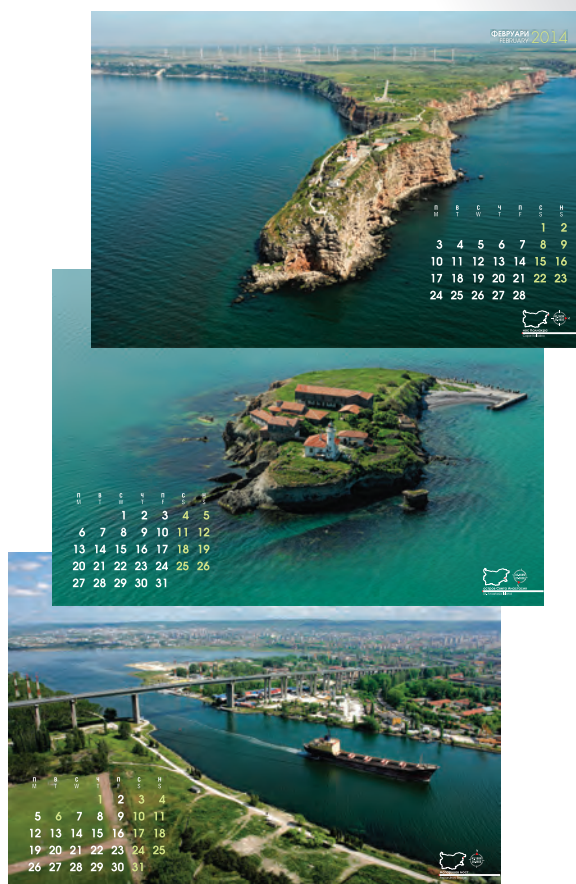 ФЕВРУАРИ 2014
FEBRUARY
П В С Ч П С Н
M T W T F S S
1 2
3 4 5 6 7 8 9
10 11 12 13 14 15 16
17 18 19 20 21 22 23
24 25 26 27 28
П В С Ч П С Н
M T W T F S S
1 2 3 4 5
6 7 8 9 10 11 12
13 14 15 16 17 18 19
20 21 22 23 24 25 26
27 28 29 30 31
остров Света Анастасия
П В С Ч П С Н
M T W T F S S
1 2 3 4
5 6 7 8 9 10 11
12 13 14 15 16 17 18
19 20 21 22 23 24 25
26 27 28 29 30 31